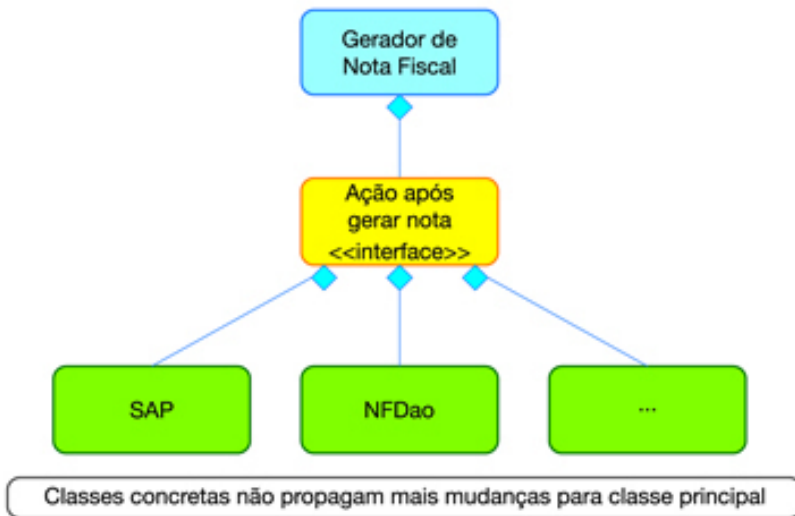 Gerador de
Nota Fiscal
Ação após
gerar nota
<<interface>>
SAP
NFDao
...
Classes concretas não propagam mais mudanças para classe principal